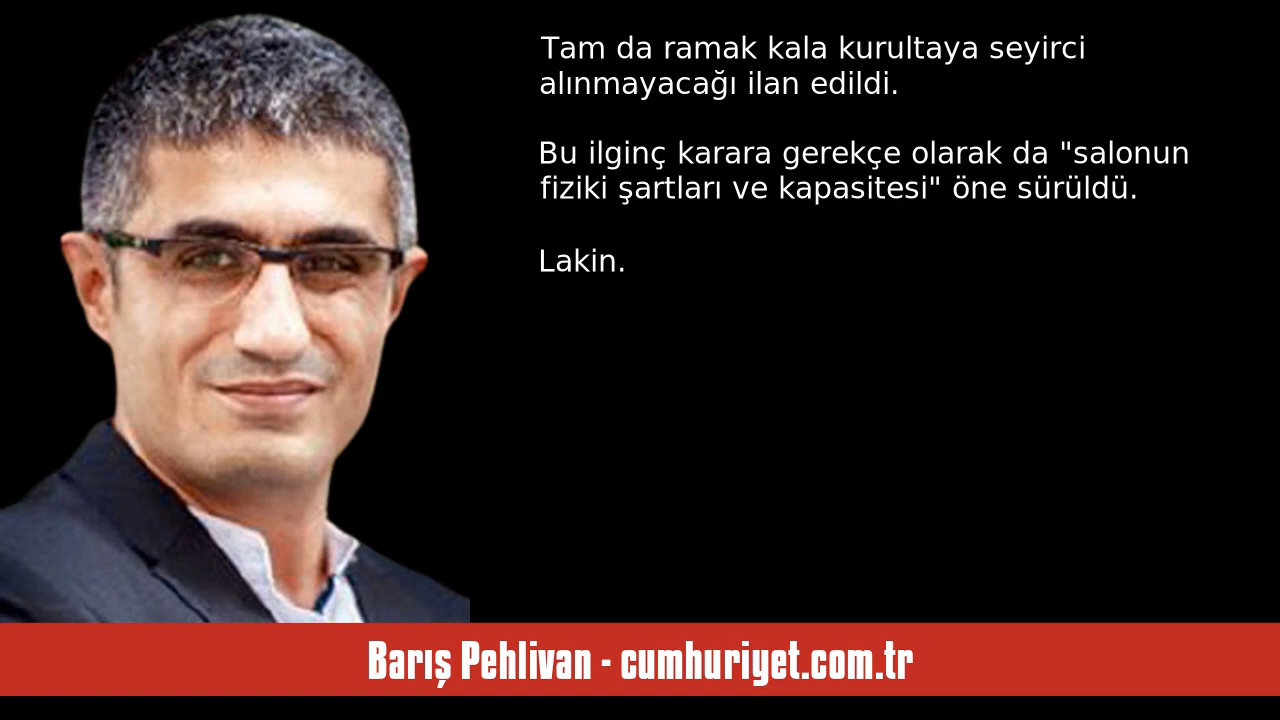 Tam da ramak kala kurultaya seyirci
alınmayacağı ilan edildi.
Bu ilginç karara gerekçe olarak da "salonun
fiziki şartları ve kapasitesi" öne sürüldü.
Lakin.
Barış Pehlivan - cumhuriyet.com.tr